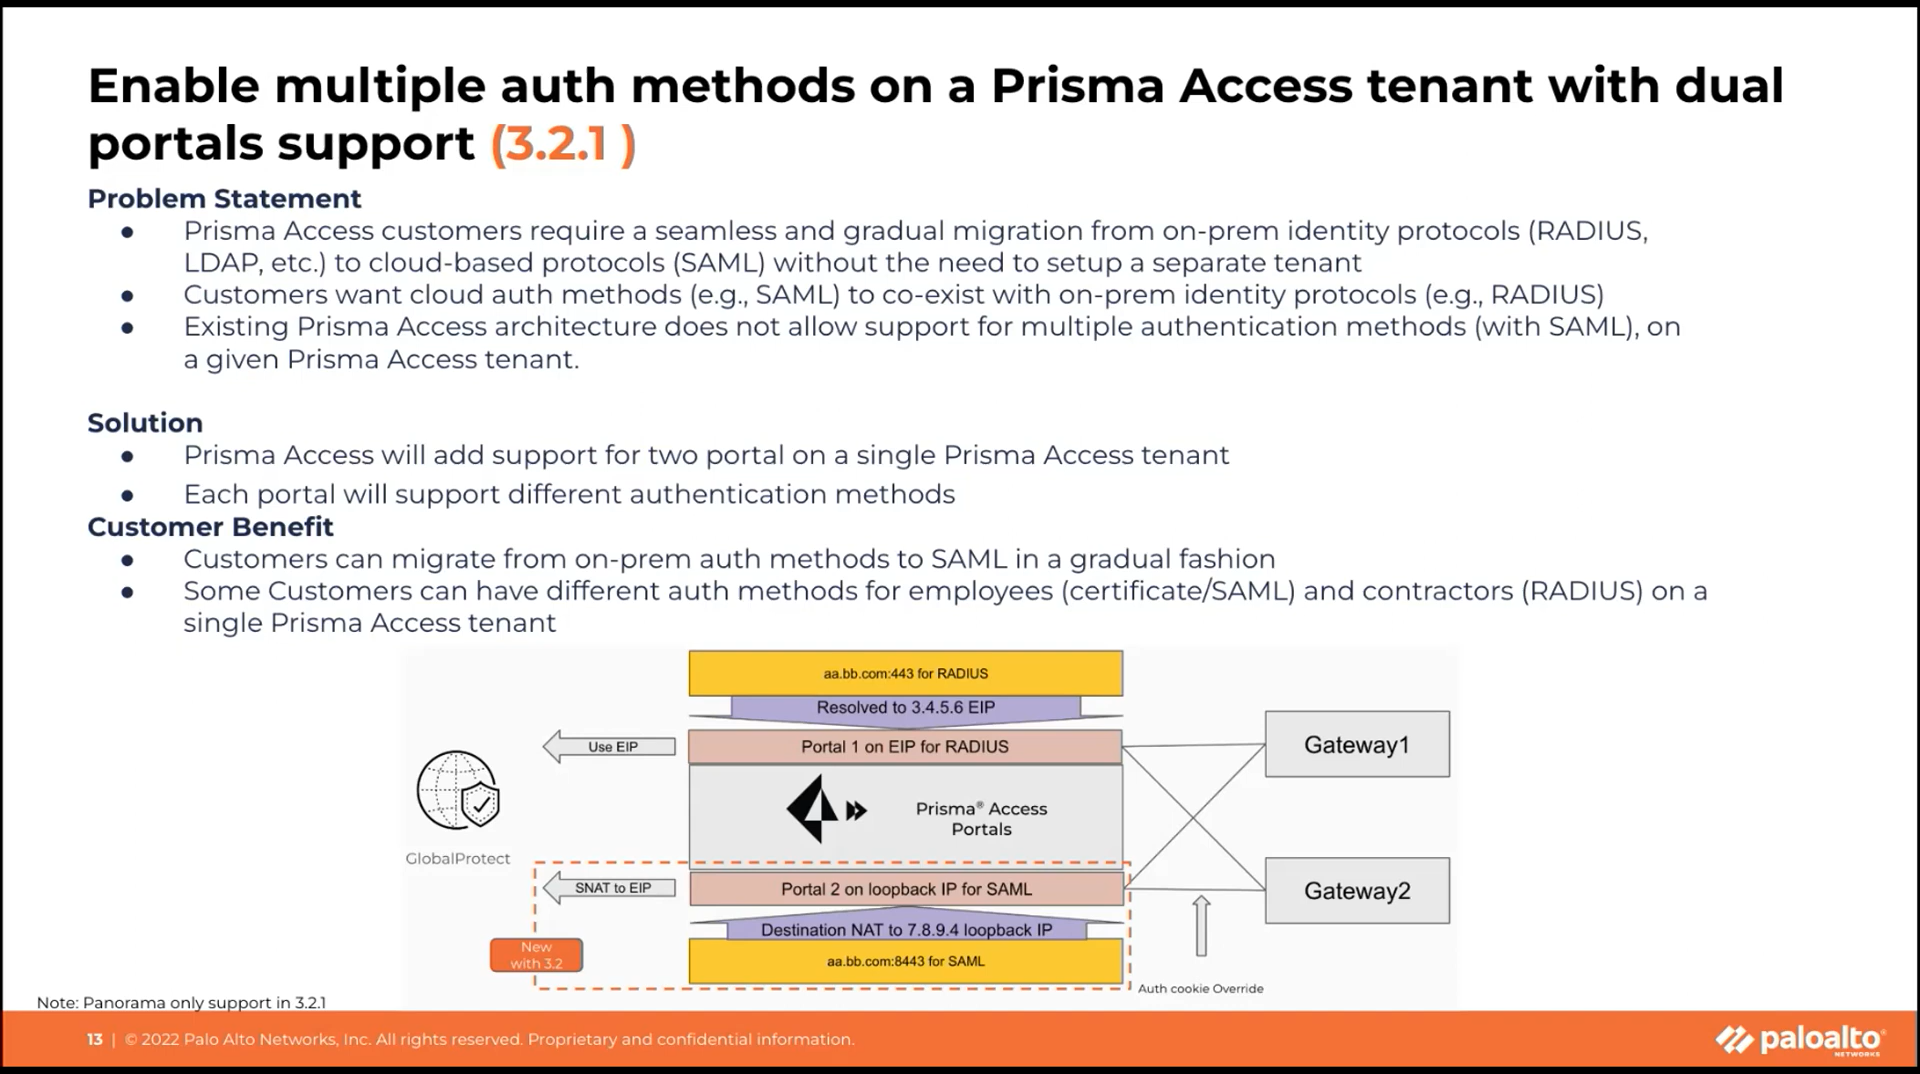 Enable multiple auth methods on a Prisma Access tenant with dual
portals support (3.2.1 )
Problem Statement
● Prisma Access customers require a seamless and gradual migration from on-prem identity protocols (RADIUS,
LDAP, etc.) to cloud-based protocols (SAML) without the need to setup a separate tenant
● Customers want cloud auth methods (e.g., SAML) to co-exist with on-prem identity protocols (e.g., RADIUS)
● Existing Prisma Access architecture does not allow support for multiple authentication methods (with SAML), on
a given Prisma Access tenant.
Solution
● Prisma Access will add support for two portal on a single Prisma Access tenant
● Each portal will support different authentication methods
Customer Benefit
● Customers can migrate from on-prem auth methods to SAML in a gradual fashion
● Some Customers can have different auth methods for employees (certificate/SAML) and contractors (RADIUS) on a
single Prisma Access tenant
aa.bb.com:443 for RADIUS
Resolved to 3.4.5.6 EIP
Use EIP
Portal 1 on EIP for RADIUS
Gateway1
Prisma® Access
Portals
GlobalProtect
SNAT to EIP
Portal 2 on loopback IP for SAML
Gateway2
Destination NAT to 7.8.9.4 loopback IP
New
with 3.2
aa.bb.com:8443 for SAML
Auth cookie Override
Note: Panorama only support in 3.2.1
13 | © 2022 Palo Alto Networks, Inc. All rights reserved. Proprietary and confidential information.
paloalto®
NETWORKS